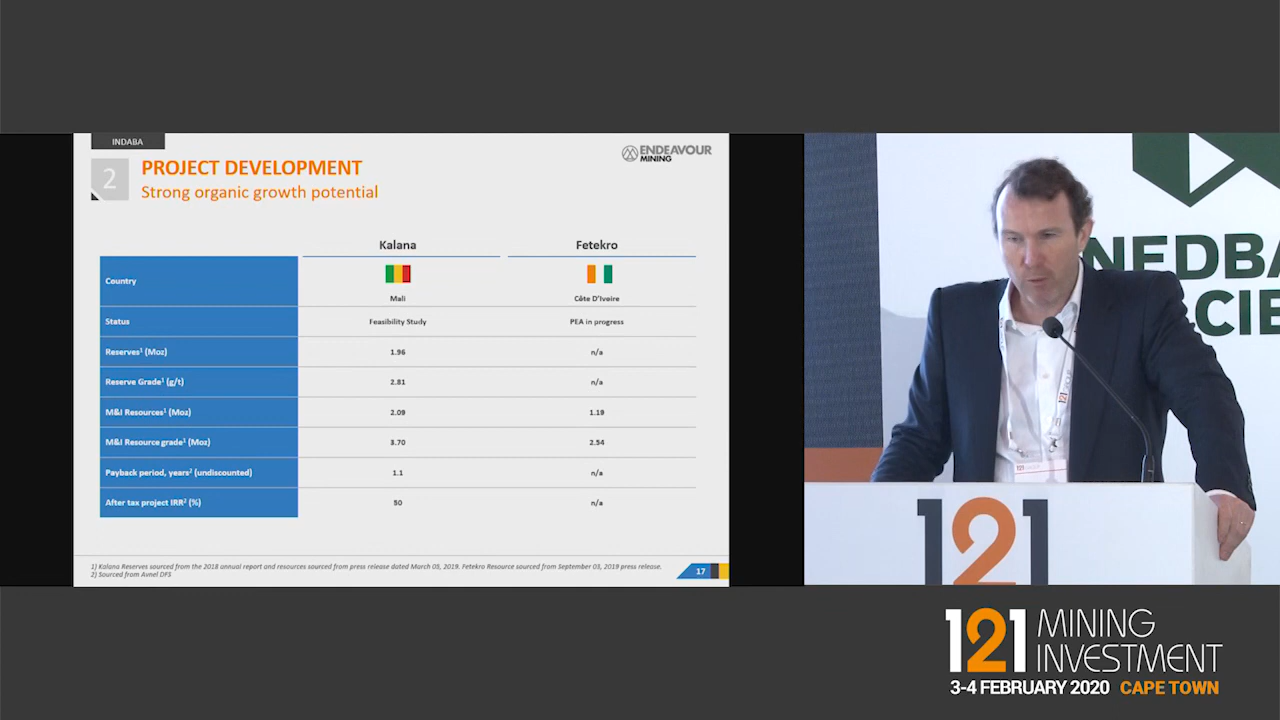 INDABA
2
PROJECT DEVELOPMENT
Strong organic growth potential
ENDEAVOUR
MINING
Kalana Fetekro
Country
Mali Côte D'Ivoire
Status Feasibility Study PEA in progress
Reserves¹ (Moz) 1.96 n/a
Reserve Grade¹ (g/t) 2.81 n/a
M&I Resources¹ (Moz) 2.09 1.19
M&I Resource grade¹ (Moz) 3.70 2.54
Payback period, years² (undiscounted) 1.1 n/a
After tax project IRR² (%) 50 n/a
1) Kalana Reserves sourced from the 2018 annual report and resources sourced from press release dated March 05, 2019. Fetekro Resource sourced from September 03, 2019 press release.
2) Sourced from Avnel DFS
17
NEDBA
CIE
121
121
121
121 MINING
INVESTMENT
3-4 FEBRUARY 2020 CAPE TOWN